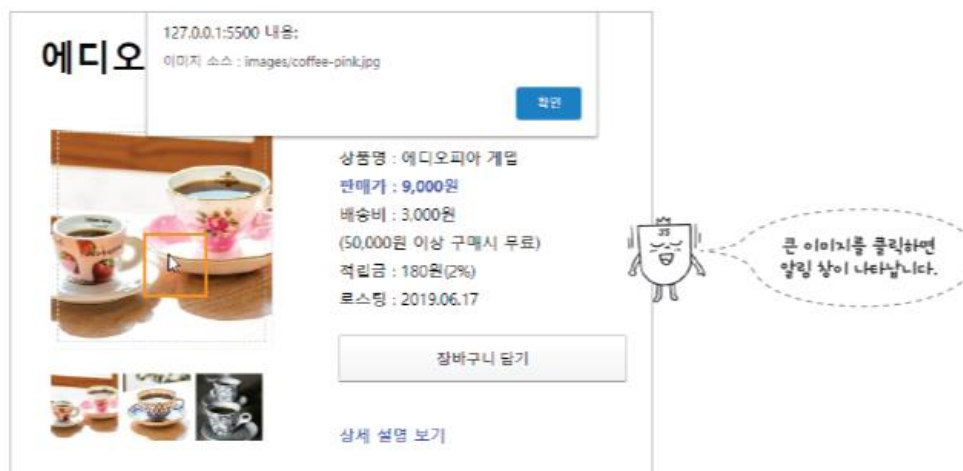 127.0.0.1:5500 내용:
이미지 소스 : images/coffee-pink.jpg
확인
에디오
상품명 : 에디오피아 게뎁
판매가 : 9,000원
배송비 : 3,000원
(50,000원 이상 구매시 무료)
적립금 : 180원(2%)
로스팅 : 2019.06.17
장바구니 담기
상세 설명 보기
JS
큰 이미지를 클릭하면
알림 창이 나타납니다.